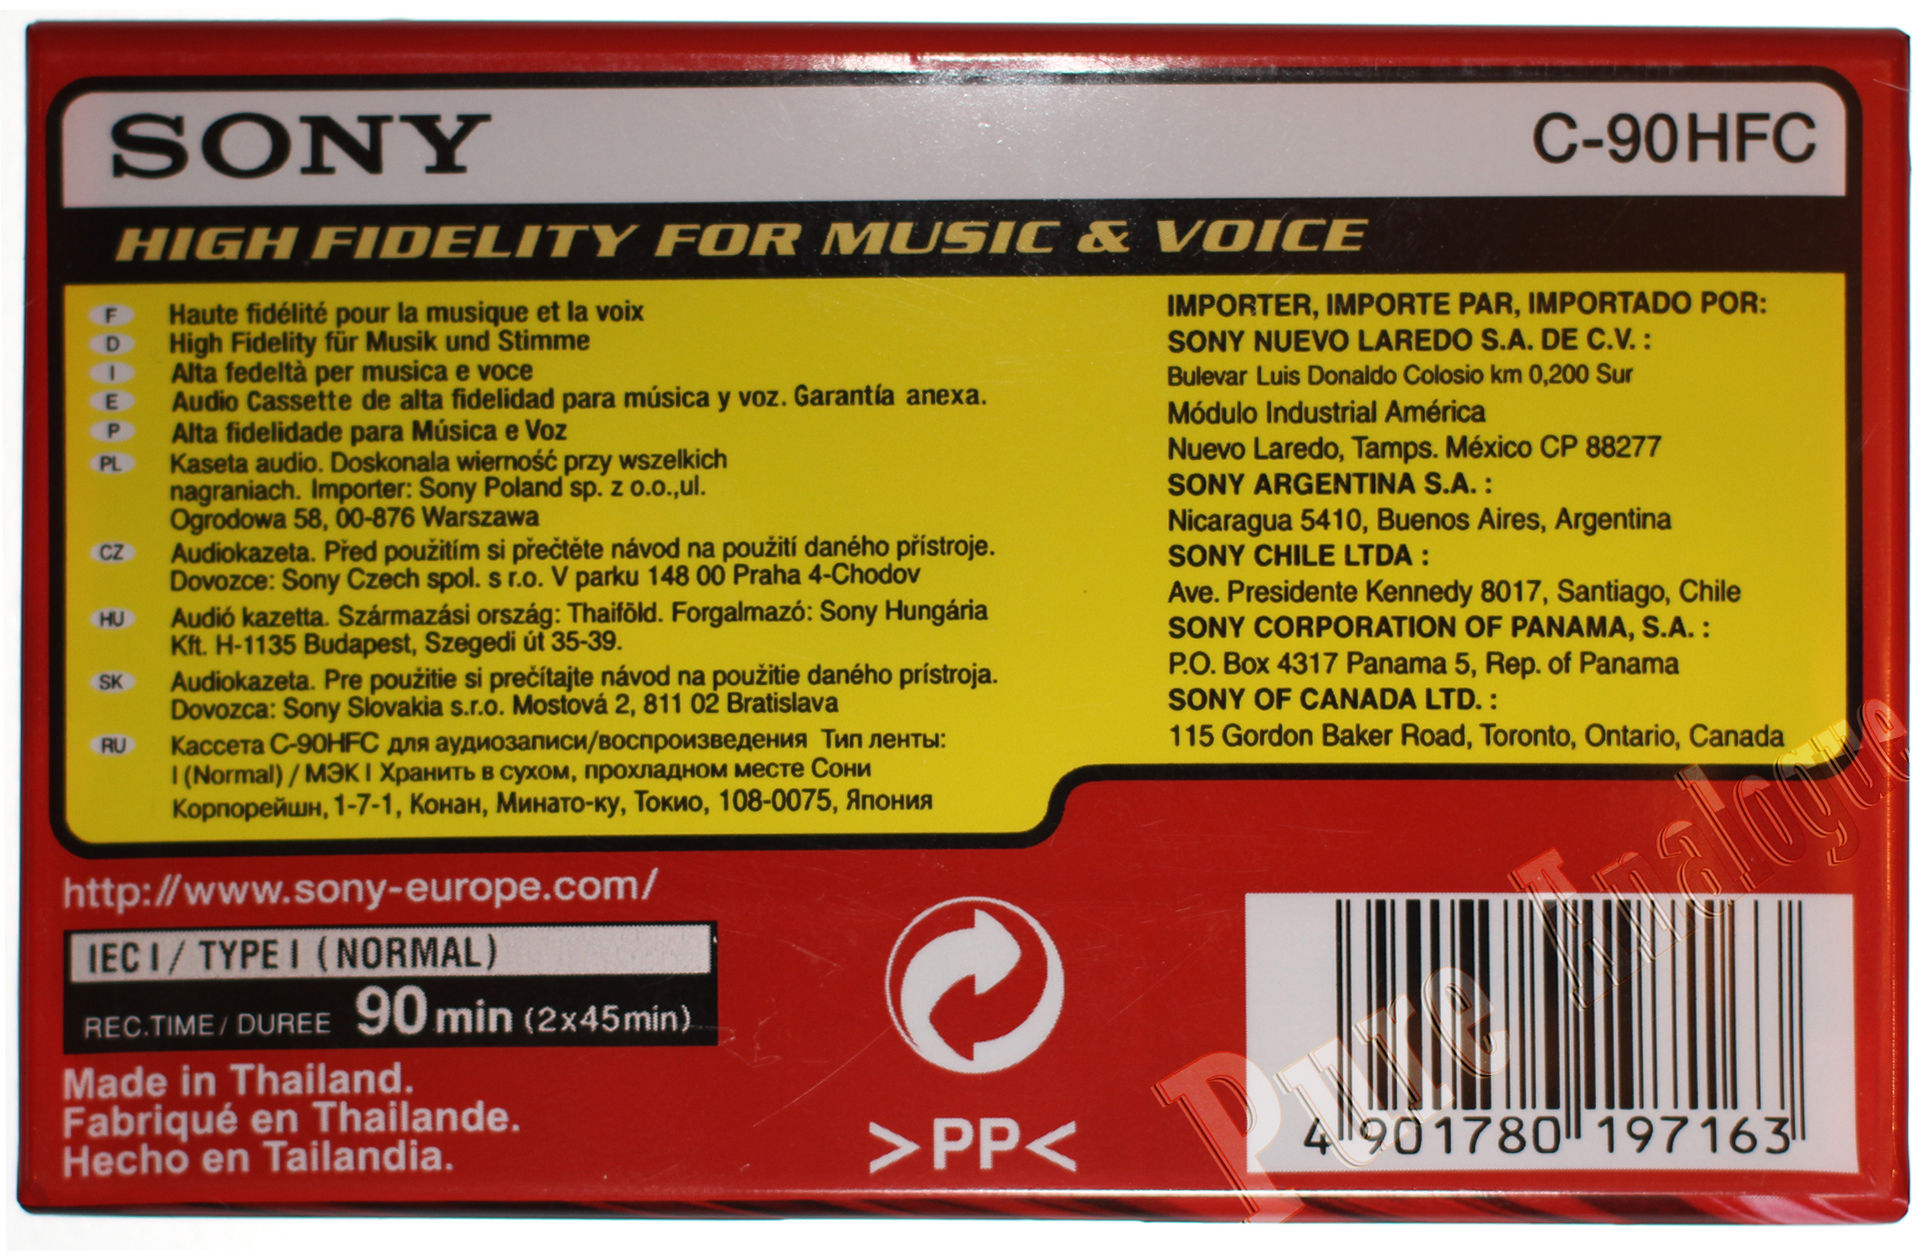 SONY
C-90HFC
HIGH FIDELITY FOR MUSIC & VOICE
F Haute fidélité pour la musique et la voix
D High Fidelity für Musik und Stimme
I Alta fedeltà per musica e voce
E Audio Cassette de alta fidelidad para música y voz. Garantía anexa.
P Alta fidelidade para Música e Voz
PL Kaseta audio. Doskonala wierność przy wszelkich
nagraniach. Importer: Sony Poland sp. z o.o.,ul.
Ogrodowa 58, 00-876 Warszawa
CZ Audiokazeta. Před použitím si přečtěte návod na použití daného přístroje.
Dovozce: Sony Czech spol. s r.o. V parku 148 00 Praha 4-Chodov
HU Audió kazetta. Származási ország: Thaiföld. Forgalmazó: Sony Hungária
Kft. H-1135 Budapest, Szegedi út 35-39.
SK Audiokazeta. Pre použitie si prečítajte návod na použitie daného prístroja.
Dovozca: Sony Slovakia s.r.o. Mostová 2, 811 02 Bratislava
RU Кассета C-90HFC для аудиозаписи/воспроизведения Тип ленты:
I (Normal) / МЭК I Хранить в сухом, прохладном месте Сони
Корпорейшн, 1-7-1, Конан, Минато-ку, Токио, 108-0075, Япония
IMPORTER, IMPORTE PAR, IMPORTADO POR:
SONY NUEVO LAREDO S.A. DE C.V. :
Bulevar Luis Donaldo Colosio km 0,200 Sur
Módulo Industrial América
Nuevo Laredo, Tamps. México CP 88277
SONY ARGENTINA S.A. :
Nicaragua 5410, Buenos Aires, Argentina
SONY CHILE LTDA :
Ave. Presidente Kennedy 8017, Santiago, Chile
SONY CORPORATION OF PANAMA, S.A. :
P.O. Box 4317 Panama 5, Rep. of Panama
SONY OF CANADA LTD. :
115 Gordon Baker Road, Toronto, Ontario, Canada
http://www.sony-europe.com/
IEC I / TYPE I (NORMAL)
REC.TIME / DUREE 90 min (2x45min)
Made in Thailand.
Fabriqué en Thailande.
Hecho en Tailandia.
>PP<
4 901780 197163
Pure Analogue